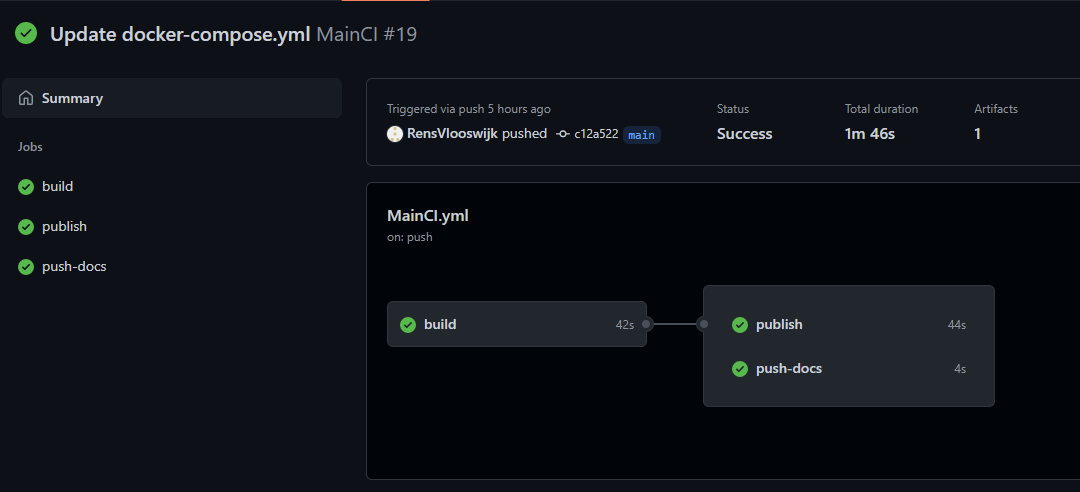 Update docker-compose.yml MainCI #19
Summary
Jobs
build
publish
push-docs
Triggered via push 5 hours ago
RensVlooswijk pushed c12a522 main
Status
Success
Total duration
1m 46s
Artifacts
1
MainCI.yml
on: push
build 42s
publish 44s
push-docs 4s